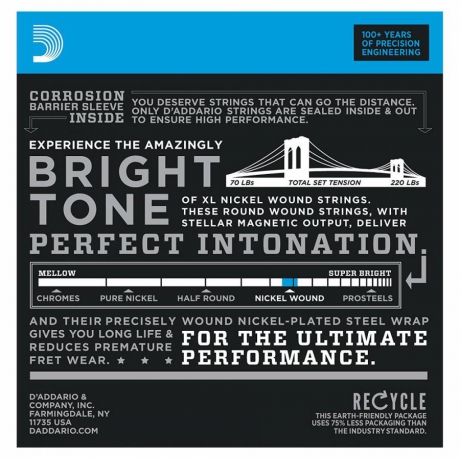 100+ YEARS
OF PRECISION
ENGINEERING
CORROSION
BARRIER SLEEVE
INSIDE
YOU DESERVE STRINGS THAT CAN GO THE DISTANCE.
ONLY D'ADDARIO STRINGS ARE SEALED INSIDE & OUT
TO ENSURE HIGH PERFORMANCE.
EXPERIENCE THE AMAZINGLY
BRIGHT
TONE
70 LBs TOTAL SET TENSION 220 LBs
OF XL NICKEL WOUND STRINGS.
THESE ROUND WOUND STRINGS, WITH
STELLAR MAGNETIC OUTPUT, DELIVER
PERFECT INTONATION.
MELLOW SUPER BRIGHT
CHROMES PURE NICKEL HALF ROUND NICKEL WOUND PROSTEELS
AND THEIR PRECISELY WOUND NICKEL-PLATED STEEL WRAP
GIVES YOU LONG LIFE &
REDUCES PREMATURE
FRET WEAR.
FOR THE ULTIMATE
PERFORMANCE.
D'ADDARIO &
COMPANY, INC.
FARMINGDALE, NY
11735 USA
DADDARIO.COM
RECYCLE
THIS EARTH-FRIENDLY PACKAGE
USES 75% LESS PACKAGING THAN
THE INDUSTRY STANDARD.